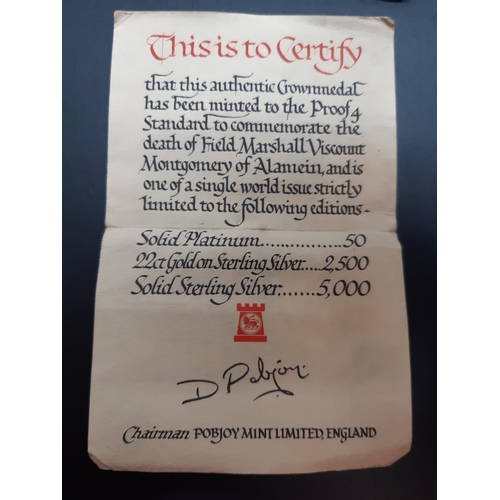 This is to Certify
that this authentic Crownmedal
has been minted to the Proof 4
Standard to commemorate the
death of Field Marshall Viscount
Montgomery of Alamein, and is
one of a single world issue strictly
limited to the following editions-
Solid Platinum................50
22ct Gold on Sterling Silver....2,500
Solid Sterling Silver.......5,000
D Pobjoy.
Chairman POBJOY MINT LIMITED, ENGLAND